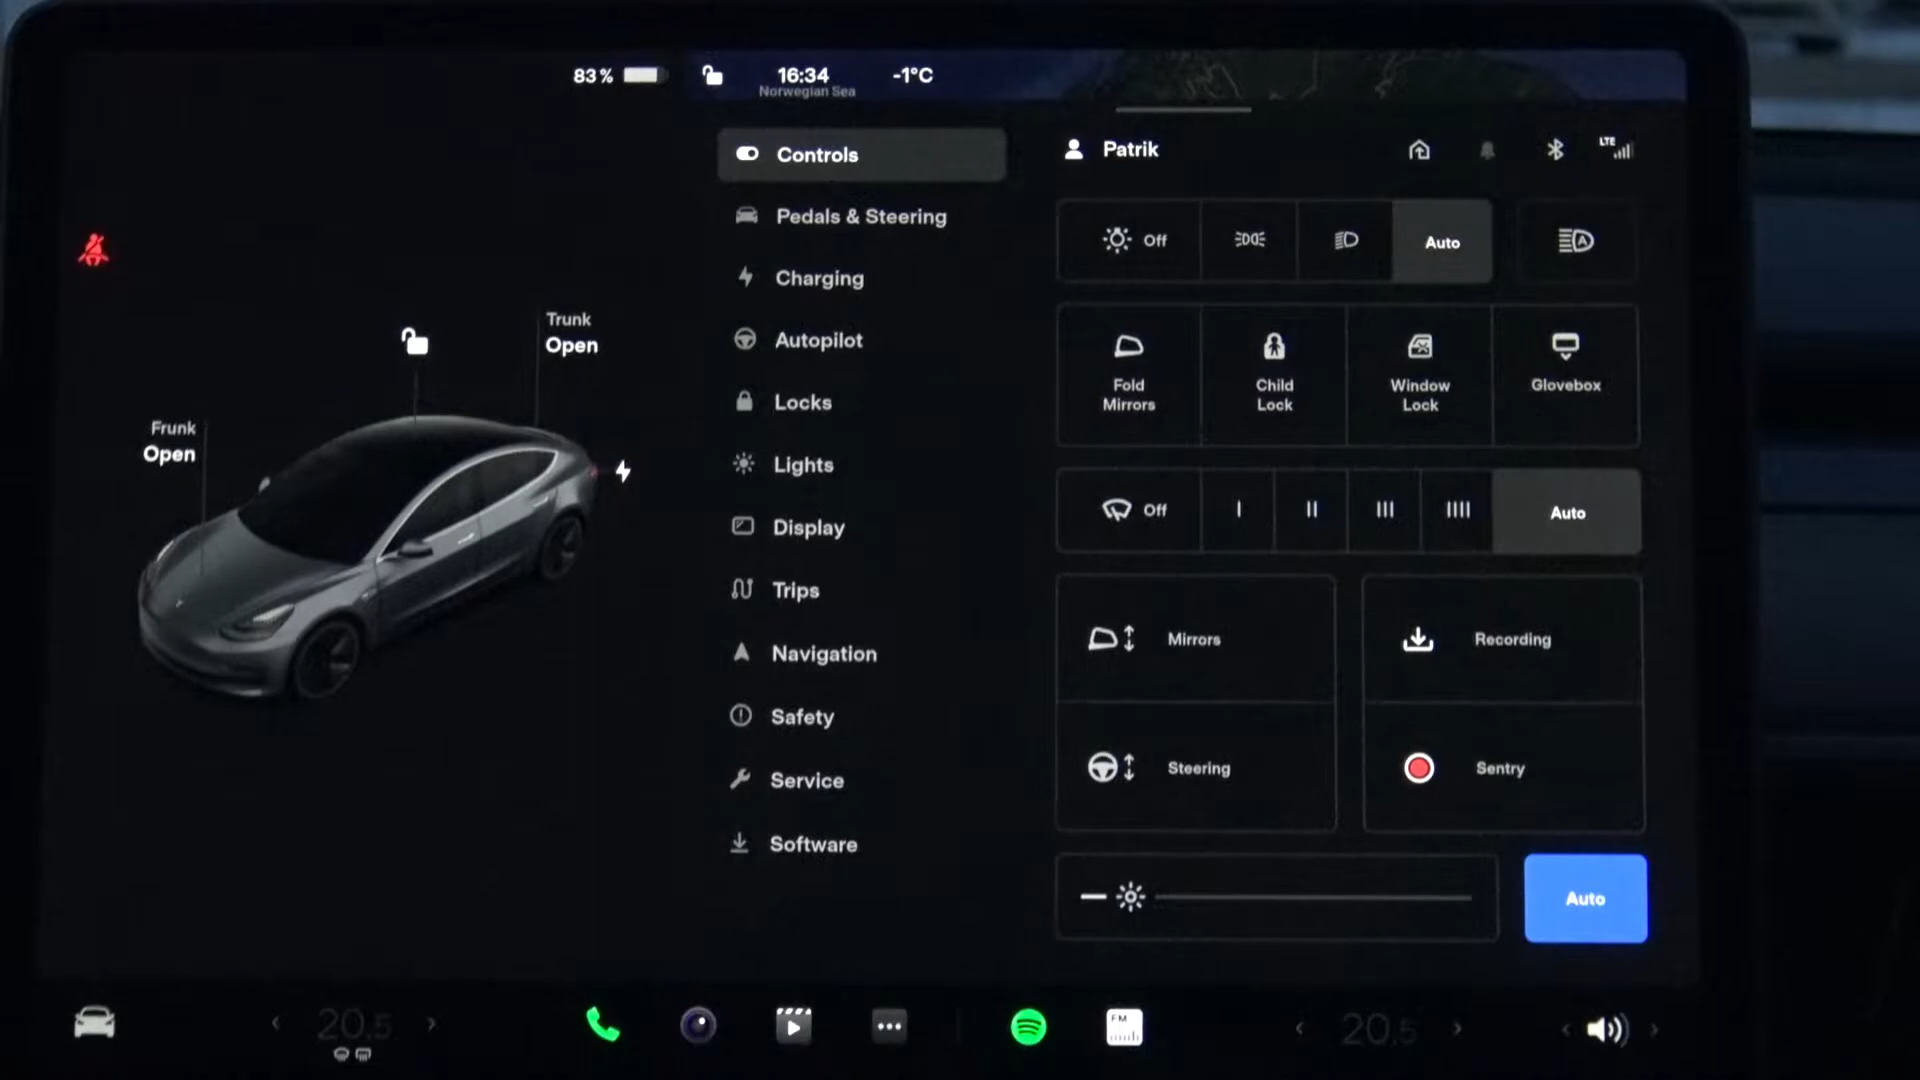 83 %
16:34
-1°C
Norwegian Sea
Controls
Pedals & Steering
Charging
Autopilot
Locks
Lights
Display
Trips
Navigation
Safety
Service
Software
Trunk
Open
Frunk
Open
Patrik
LTE
Off
Auto
A
Fold
Mirrors
Child
Lock
Window
Lock
Glovebox
Off
I
II
III
IIII
Auto
Mirrors
Recording
Steering
Sentry
Auto
20.5
FM
20.5